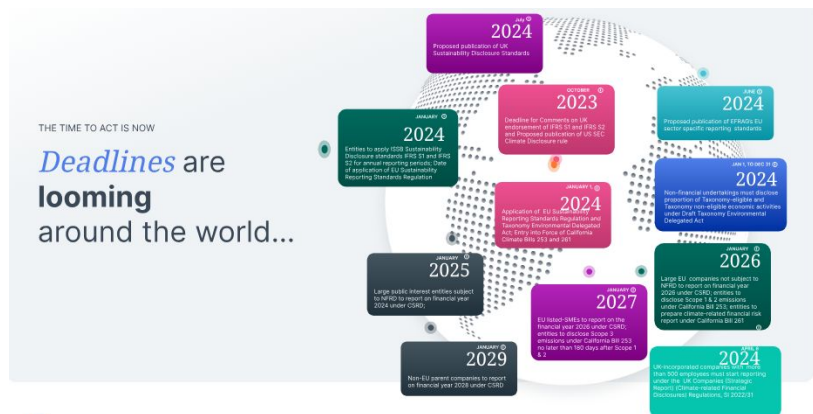 THE TIME TO ACT IS NOW
Deadlines are
looming
around the world...
July
2024
Proposed publication of UK
Sustainability Disclosure Standards
OCTOBER
2023
Deadline for Comments on UK
endorsement of IFRS S1 and IFRS S2
and Proposed publication of US SEC
Climate Disclosure rule
JUNE
2024
Proposed publication of EFRAG's EU
sector specific reporting standards
JANUARY
2024
Entities to apply ISSB Sustainability
Disclosure standards IFRS S1 and IFRS
S2 for annual reporting periods; Date
of application of EU Sustainability
Reporting Standards Regulation
JAN 1, TO DEC 31
2024
Non-financial undertakings must disclose
proportion of Taxonomy-eligible and
Taxonomy non-eligible economic activities
under Draft Taxonomy Environmental
Delegated Act
JANUARY 1,
2024
Application of EU Sustainability
Reporting Standards Regulation and
Taxonomy Environmental Delegated
Act; Entry into Force of California
Climate Bills 253 and 261
JANUARY
2025
Large public interest entities subject
to NFRD to report on financial year
2024 under CSRD;
JANUARY
2026
Large EU companies not subject to
NFRD to report for financial year
2026 under CSRD; entities to
disclose Scope 1 & 2 emissions
under California Bill 253; entities to
prepare climate-related financial risk
report under California Bill 261
JANUARY
2027
EU listed-SMEs to report on the
financial year 2026 under CSRD;
entities to disclose Scope 3
emissions under California Bill 253
no later than 180 days after Scope 1
& 2
JANUARY
2029
Non-EU parent companies to report
on financial year 2028 under CSRD
2024
UK-incorporated companies with more
than 500 employees must start reporting
under the UK Companies (Strategic
Report) (Climate-related Financial
Disclosures) Regulations, SI 2022/31